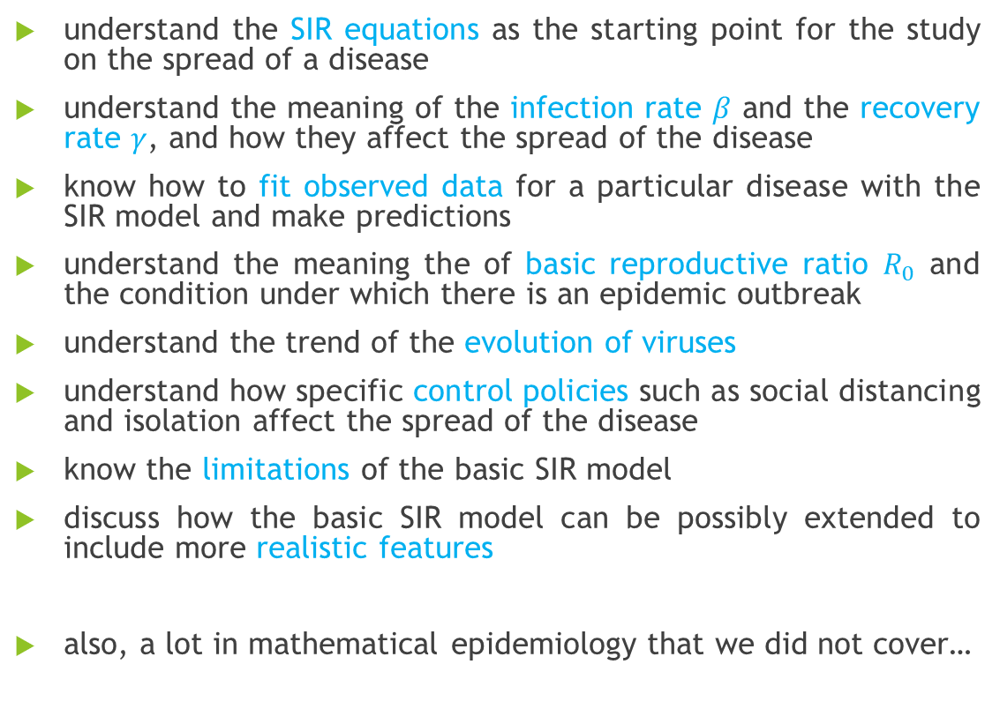 ▶ understand the SIR equations as the starting point for the study
on the spread of a disease
▶ understand the meaning of the infection rate β and the recovery
rate γ, and how they affect the spread of the disease
▶ know how to fit observed data for a particular disease with the
SIR model and make predictions
▶ understand the meaning the of basic reproductive ratio R₀ and
the condition under which there is an epidemic outbreak
▶ understand the trend of the evolution of viruses
▶ understand how specific control policies such as social distancing
and isolation affect the spread of the disease
▶ know the limitations of the basic SIR model
▶ discuss how the basic SIR model can be possibly extended to
include more realistic features
▶ also, a lot in mathematical epidemiology that we did not cover…